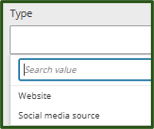 Type
Search value
Website
Social media source